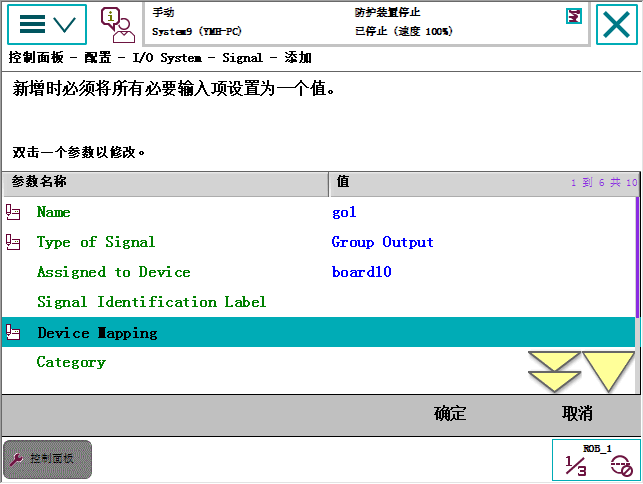 手动
防护装置停止
System9 (YMH-PC)
已停止 (速度 100%)
控制面板 - 配置 - I/O System - Signal - 添加
新增时必须将所有必要输入项设置为一个值。
双击一个参数以修改。
参数名称
值
1 到 6 共 10
Name
go1
Type of Signal
Group Output
Assigned to Device
board10
Signal Identification Label
Device Mapping
Category
确定
取消
控制面板
ROB_1
1/3